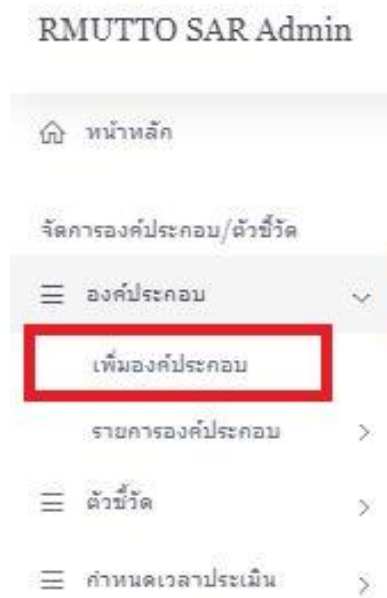 RMUTTO SAR Admin
หน้าหลัก
จัดการองค์ประกอบ/ตัวชี้วัด
องค์ประกอบ
เพิ่มองค์ประกอบ
รายการองค์ประกอบ
ตัวชี้วัด
กำหนดเวลาประเมิน